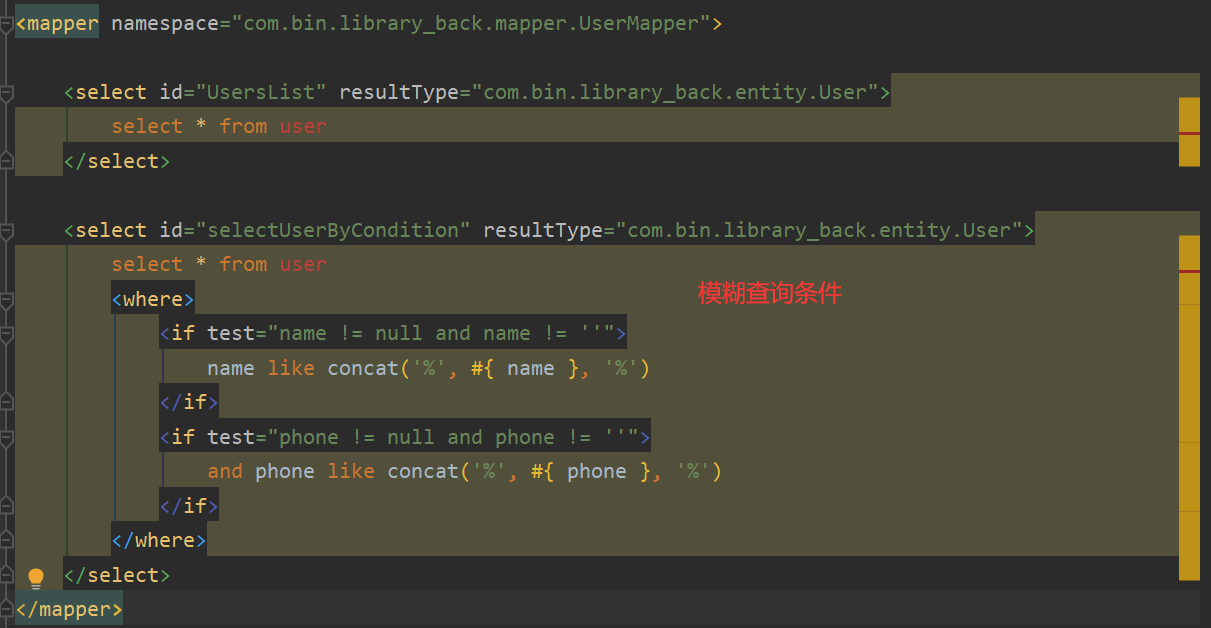 <mapper namespace="com.bin.library_back.mapper.UserMapper">
<select id="UsersList" resultType="com.bin.library_back.entity.User">
select * from user
</select>
<select id="selectUserByCondition" resultType="com.bin.library_back.entity.User">
select * from user
<where>
模糊查询条件
<if test="name != null and name != ''">
name like concat('%', #{ name }, '%')
</if>
<if test="phone != null and phone != ''">
and phone like concat('%', #{ phone }, '%')
</if>
</where>
</select>
</mapper>